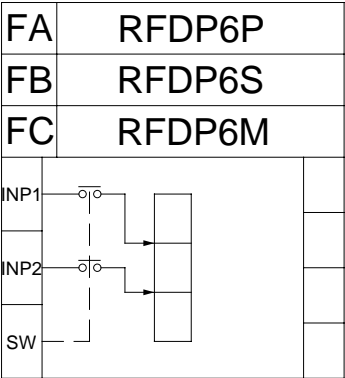 FA RFDP6P
FB RFDP6S
FC RFDP6M
INP1
INP2
SW